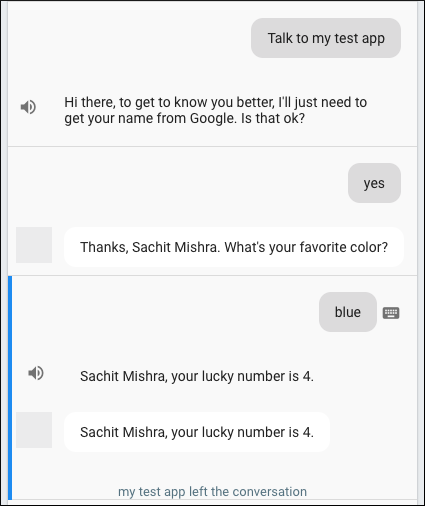 Talk to my test app
Hi there, to get to know you better, I'll just need to
get your name from Google. Is that ok?
yes
Thanks, Sachit Mishra. What's your favorite color?
blue
Sachit Mishra, your lucky number is 4.
Sachit Mishra, your lucky number is 4.
my test app left the conversation